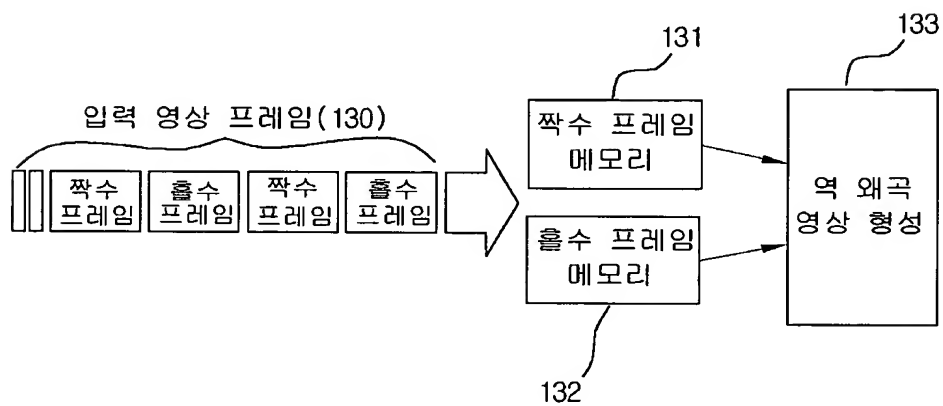 입력 영상 프레임(130)
짝수
프레임
홀수
프레임
짝수
프레임
홀수
프레임
131
짝수 프레임
메모리
홀수 프레임
메모리
132
133
역 왜곡
영상 형성